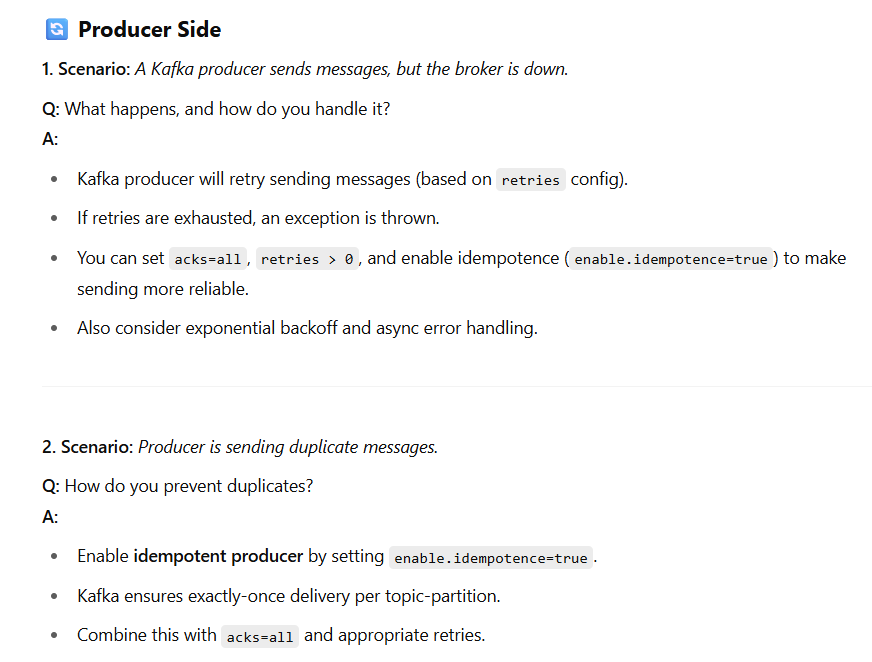 Producer Side
1. Scenario: A Kafka producer sends messages, but the broker is down.
Q: What happens, and how do you handle it?
A:
• Kafka producer will retry sending messages (based on retries config).
• If retries are exhausted, an exception is thrown.
• You can set acks=all, retries > 0, and enable idempotence (enable.idempotence=true) to make
sending more reliable.
• Also consider exponential backoff and async error handling.
2. Scenario: Producer is sending duplicate messages.
Q: How do you prevent duplicates?
A:
• Enable idempotent producer by setting enable.idempotence=true.
• Kafka ensures exactly-once delivery per topic-partition.
• Combine this with acks=all and appropriate retries.